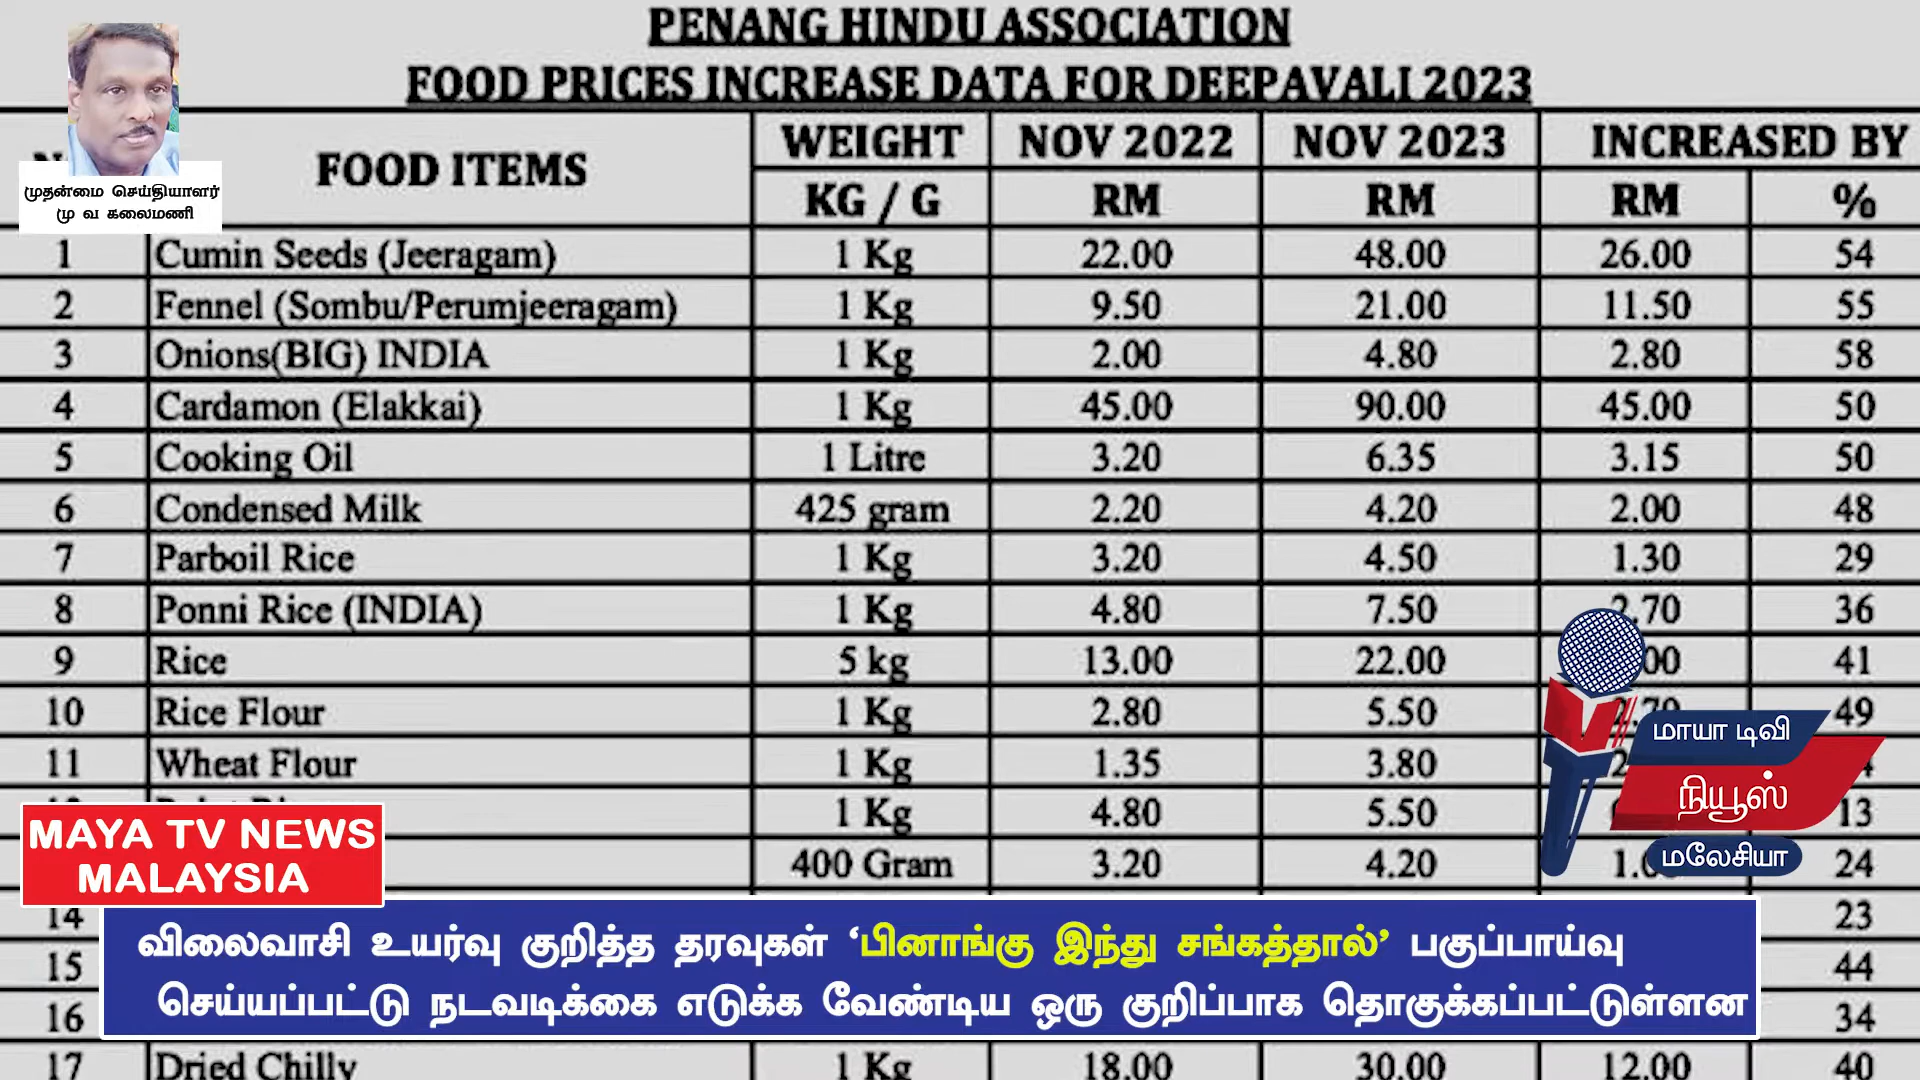 PENANG HINDU ASSOCIATION
FOOD PRICES INCREASE DATA FOR DEEPAVALI 2023
FOOD ITEMS WEIGHT NOV 2022 NOV 2023 INCREASED BY
KG / G RM RM RM %
முதன்மை செய்தியாளர்
மு வ கலைமணி
1 Cumin Seeds (Jeeragam) 1 Kg 22.00 48.00 26.00 54
2 Fennel (Sombu/Perumjeeragam) 1 Kg 9.50 21.00 11.50 55
3 Onions(BIG) INDIA 1 Kg 2.00 4.80 2.80 58
4 Cardamon (Elakkai) 1 Kg 45.00 90.00 45.00 50
5 Cooking Oil 1 Litre 3.20 6.35 3.15 50
6 Condensed Milk 425 gram 2.20 4.20 2.00 48
7 Parboil Rice 1 Kg 3.20 4.50 1.30 29
8 Ponni Rice (INDIA) 1 Kg 4.80 7.50 2.70 36
9 Rice 5 kg 13.00 22.00 41
10 Rice Flour 1 Kg 2.80 5.50 49
11 Wheat Flour 1 Kg 1.35 3.80
1 Kg 4.80 5.50 13
400 Gram 3.20 4.20 24
14 23
15 44
16 34
17 Dried Chilly 1 Kg 18.00 30.00 12.00 40
மாயா டிவி
நியூஸ்
மலேசியா
MAYA TV NEWS
MALAYSIA
விலைவாசி உயர்வு குறித்த தரவுகள் ‘பினாங்கு இந்து சங்கத்தால்’ பகுப்பாய்வு
செய்யப்பட்டு நடவடிக்கை எடுக்க வேண்டிய ஒரு குறிப்பாக தொகுக்கப்பட்டுள்ளன